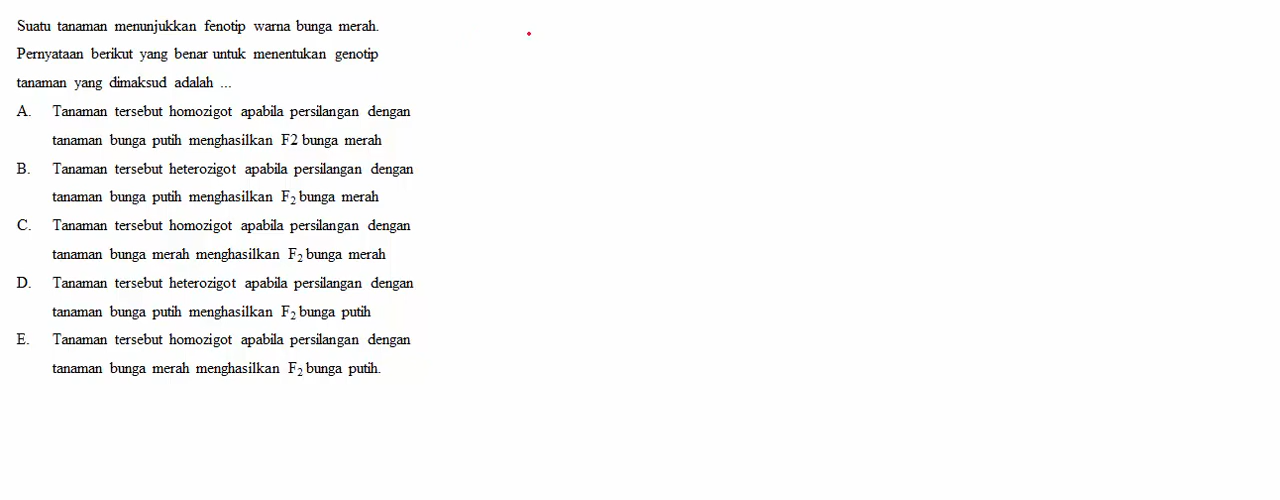 Suatu tanaman menunjukkan fenotip warna bunga merah.
Pernyataan berikut yang benar untuk menentukan genotip
tanaman yang dimaksud adalah ...
A. Tanaman tersebut homozigot apabila persilangan dengan
tanaman bunga putih menghasilkan F2 bunga merah
B. Tanaman tersebut heterozigot apabila persilangan dengan
tanaman bunga putih menghasilkan F₂ bunga merah
C. Tanaman tersebut homozigot apabila persilangan dengan
tanaman bunga merah menghasilkan F₂ bunga merah
D. Tanaman tersebut heterozigot apabila persilangan dengan
tanaman bunga putih menghasilkan F₂ bunga putih
E. Tanaman tersebut homozigot apabila persilangan dengan
tanaman bunga merah menghasilkan F₂ bunga putih.